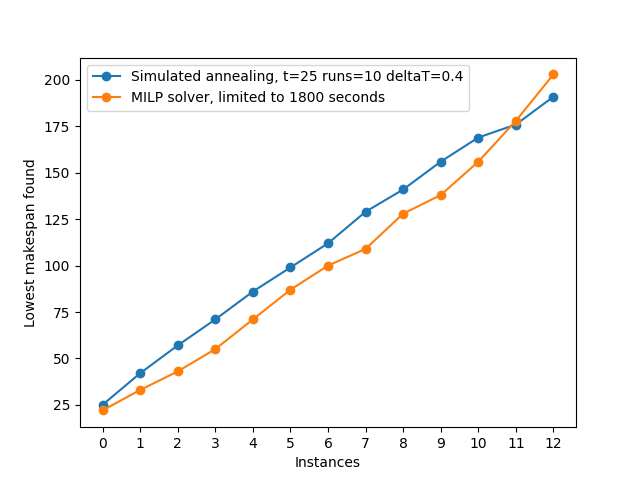 Simulated annealing, t=25 runs=10 deltaT=0.4
MILP solver, limited to 1800 seconds
200
175
150
125
100
75
50
25
Lowest makespan found
0 1 2 3 4 5 6 7 8 9 10 11 12
Instances